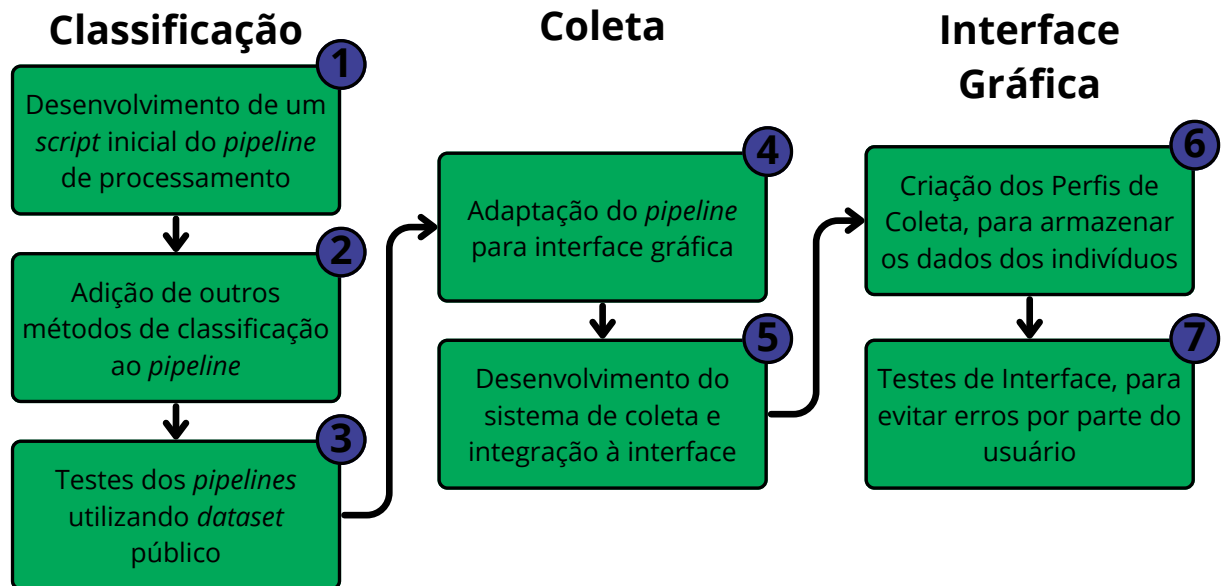 Classificação
1
Desenvolvimento de um
script inicial do pipeline
de processamento
2
Adição de outros
métodos de classificação
ao pipeline
3
Testes dos pipelines
utilizando dataset
público
Coleta
4
Adaptação do pipeline
para interface gráfica
5
Desenvolvimento do
sistema de coleta e
integração à interface
Interface
Gráfica
6
Criação dos Perfis de
Coleta, para armazenar
os dados dos indivíduos
7
Testes de Interface, para
evitar erros por parte do
usuário